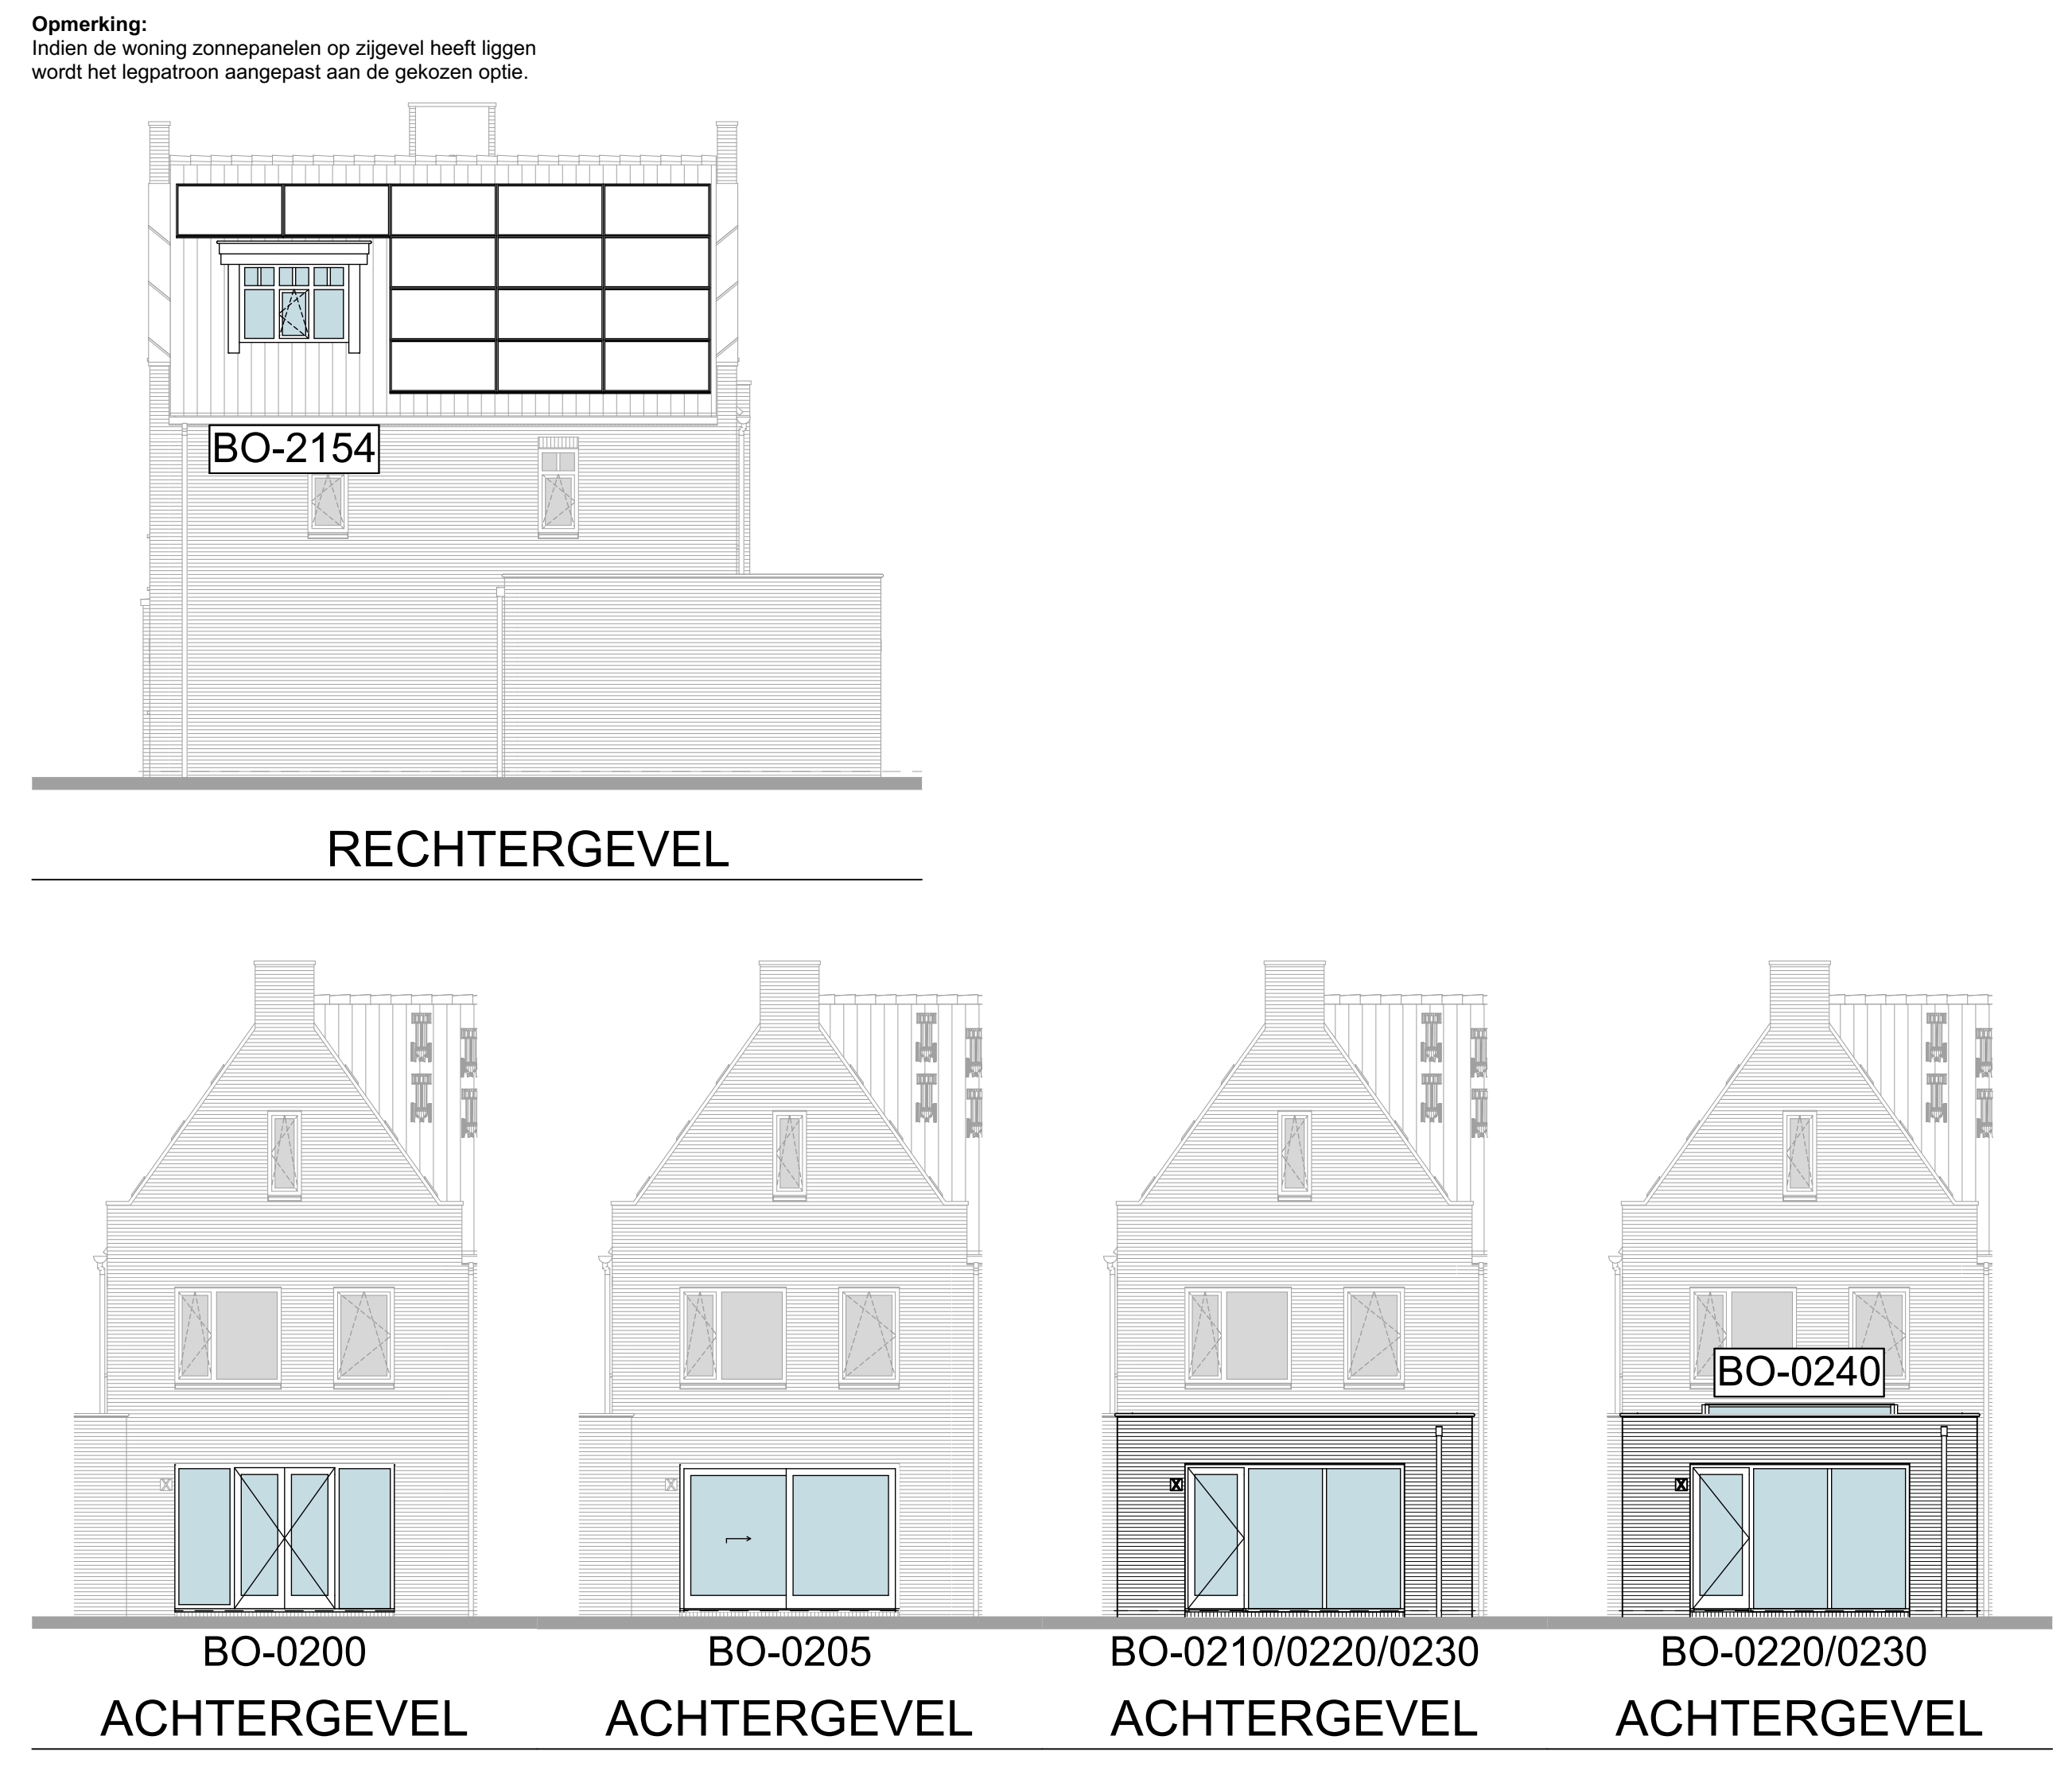 Opmerking:
Indien de woning zonnepanelen op zijgevel heeft liggen
wordt het legpatroon aangepast aan de gekozen optie.
BO-2154
RECHTERGEVEL
BO-0240
BO-0200
BO-0205
BO-0210/0220/0230
BO-0220/0230
ACHTERGEVEL
ACHTERGEVEL
ACHTERGEVEL
ACHTERGEVEL